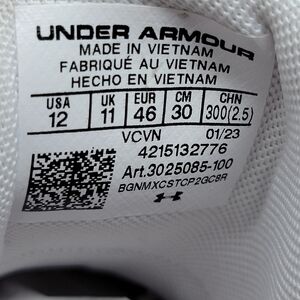 UNDER ARMOUR
MADE IN VIETNAM
FABRIQUÉ AU VIETNAM
HECHO EN VIETNAM
USA UK EUR CM CHN
12 11 46 30 300(2.5)
VCVN 01/23
4215132776
Art.3025085-100
BGNMXCSTCP2GCBR